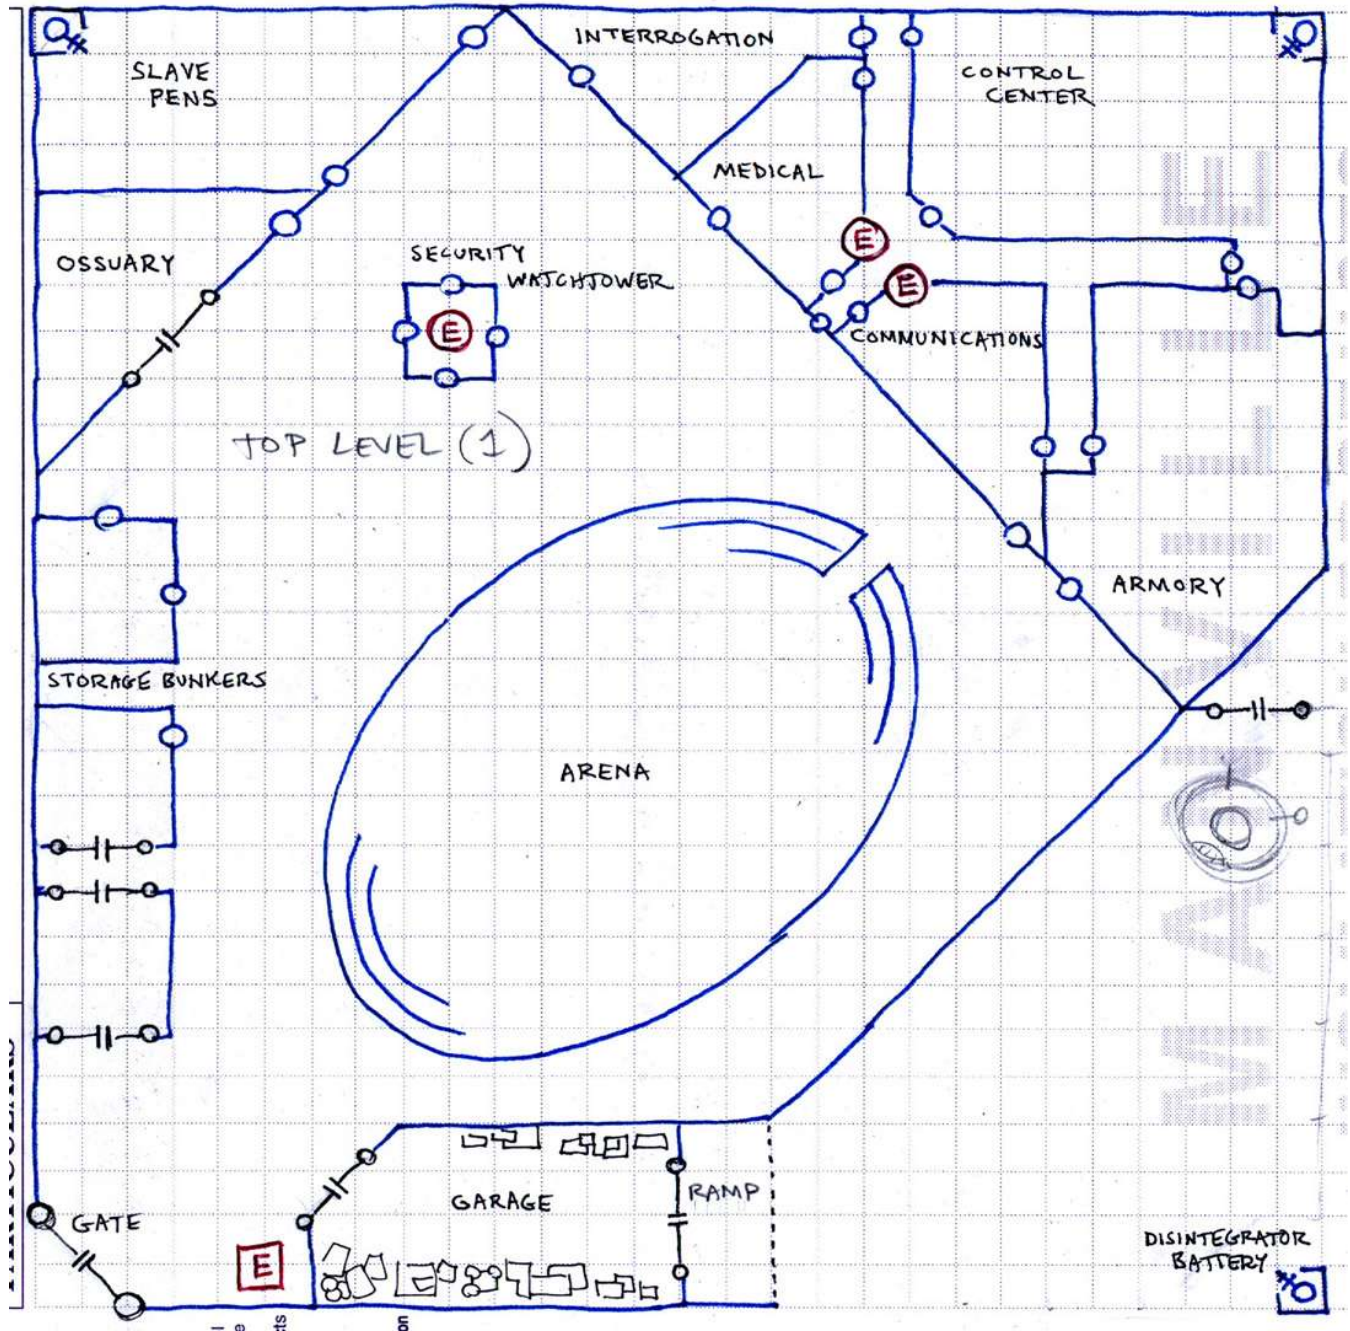 INTERROGATION
SLAVE
PENS
CONTROL
CENTER
MEDICAL
OSSUARY
SECURITY
WATCHTOWER
E
E
E
COMMUNICATIONS
TOP LEVEL (1)
ARMORY
STORAGE BUNKERS
ARENA
RAMP
GARAGE
GATE
E
DISINTEGRATOR
BATTERY